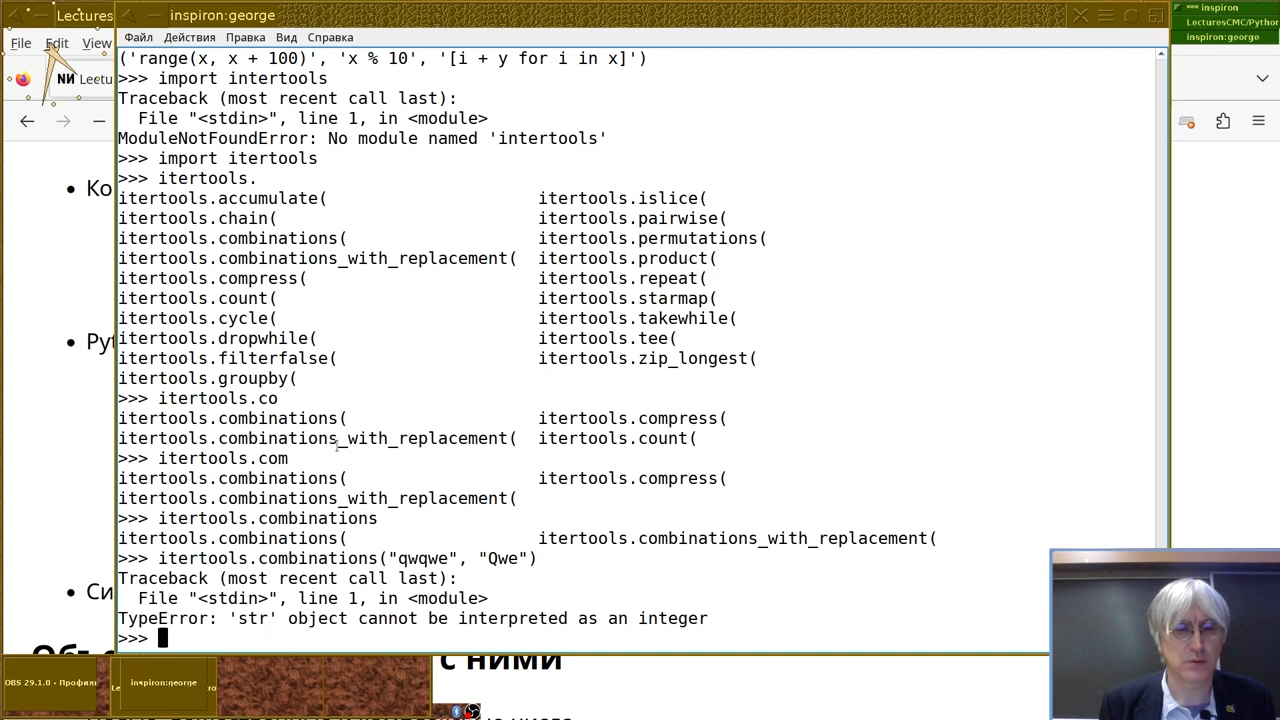 Lectures
inspiron:george
*** inspiron
LecturesCMC/Python
inspiron:george
File Edit View
Файл Действия Правка Вид Справка
('range(x, x + 100)', 'x % 10', '[i + y for i in x]')
>>> import intertools
Traceback (most recent call last):
File "<stdin>", line 1, in <module>
ModuleNotFoundError: No module named 'intertools'
>>> import itertools
>>> itertools.
itertools.accumulate( itertools.islice(
itertools.chain( itertools.pairwise(
itertools.combinations( itertools.permutations(
itertools.combinations_with_replacement( itertools.product(
itertools.compress( itertools.repeat(
itertools.count( itertools.starmap(
itertools.cycle( itertools.takewhile(
itertools.dropwhile( itertools.tee(
itertools.filterfalse( itertools.zip_longest(
itertools.groupby(
>>> itertools.co
itertools.combinations( itertools.compress(
itertools.combinations_with_replacement( itertools.count(
>>> itertools.com
itertools.combinations( itertools.compress(
itertools.combinations_with_replacement(
>>> itertools.combinations
itertools.combinations( itertools.combinations_with_replacement(
>>> itertools.combinations("qwqwe", "Qwe")
Traceback (most recent call last):
File "<stdin>", line 1, in <module>
TypeError: 'str' object cannot be interpreted as an integer
>>>
с ними
OBS 29.1.0 - Профиль
inspiron:george